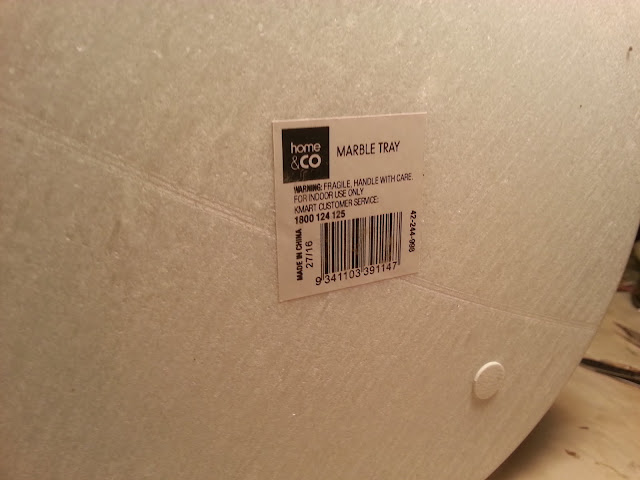 home
&CO
MARBLE TRAY
WARNING: FRAGILE, HANDLE WITH CARE.
FOR INDOOR USE ONLY
KMART CUSTOMER SERVICE:
1800 124 125
MADE IN CHINA
27/16
9 341103 391147
42-244-998